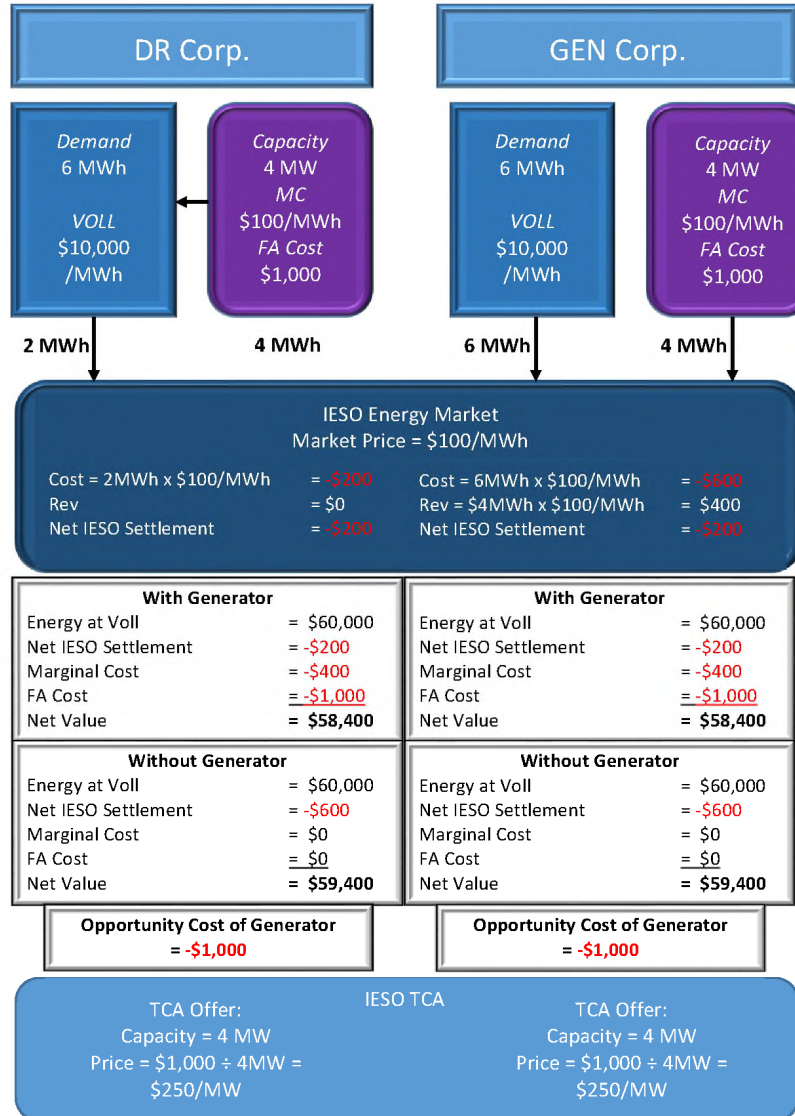 DR Corp.
GEN Corp.
Demand
6 MWh
VOLL
$10,000
/MWh
Capacity
4 MW
MC
$100/MWh
FA Cost
$1,000
Demand
6 MWh
VOLL
$10,000
/MWh
Capacity
4 MW
MC
$100/MWh
FA Cost
$1,000
2 MWh
4 MWh
6 MWh
4 MWh
IESO Energy Market
Market Price = $100/MWh
Cost = 2MWh x $100/MWh = -$200
Rev = $0
Net IESO Settlement = -$200
Cost = 6MWh x $100/MWh = -$600
Rev = $4MWh x $100/MWh = $400
Net IESO Settlement = -$200
With Generator
Energy at Voll = $60,000
Net IESO Settlement = -$200
Marginal Cost = -$400
FA Cost = -$1,000
Net Value = $58,400
With Generator
Energy at Voll = $60,000
Net IESO Settlement = -$200
Marginal Cost = -$400
FA Cost = -$1,000
Net Value = $58,400
Without Generator
Energy at Voll = $60,000
Net IESO Settlement = -$600
Marginal Cost = $0
FA Cost = $0
Net Value = $59,400
Without Generator
Energy at Voll = $60,000
Net IESO Settlement = -$600
Marginal Cost = $0
FA Cost = $0
Net Value = $59,400
Opportunity Cost of Generator
= -$1,000
Opportunity Cost of Generator
= -$1,000
IESO TCA
TCA Offer:
Capacity = 4 MW
Price = $1,000 ÷ 4MW =
$250/MW
TCA Offer:
Capacity = 4 MW
Price = $1,000 ÷ 4MW =
$250/MW